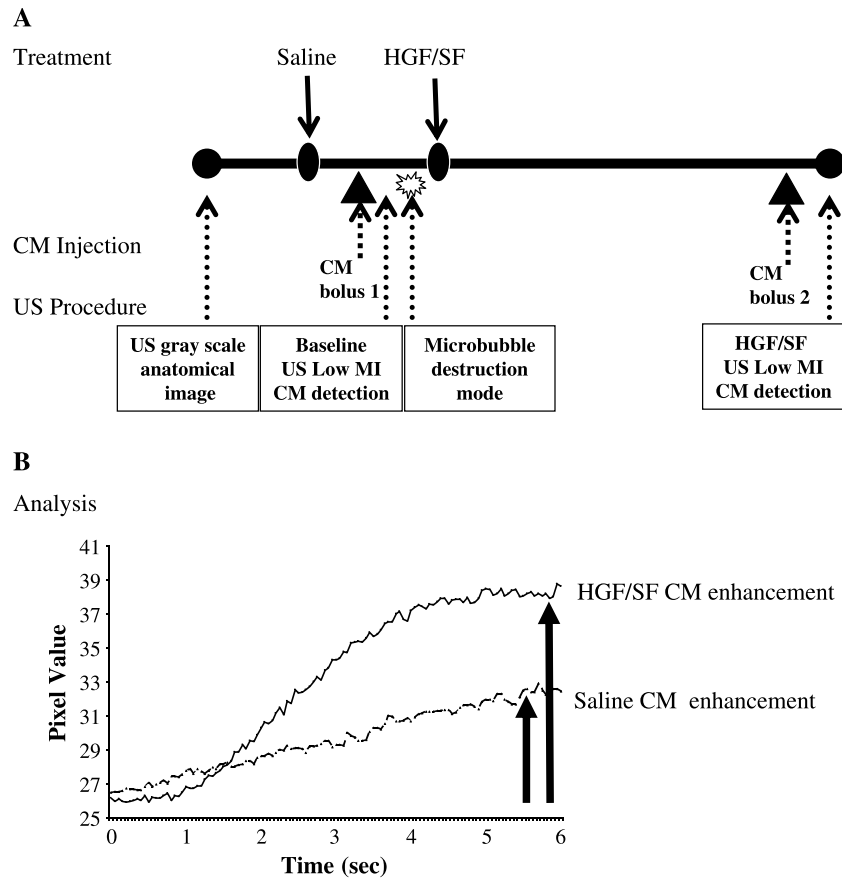 A
Treatment
Saline
HGF/SF
CM Injection
CM
bolus 1
CM
bolus 2
US Procedure
US gray scale
anatomical
image
Baseline
US Low MI
CM detection
Microbubble
destruction
mode
HGF/SF
US Low MI
CM detection
B
Analysis
Pixel Value
41
39
37
35
33
31
29
27
25
0 1 2 3 4 5 6
Time (sec)
HGF/SF CM enhancement
Saline CM enhancement